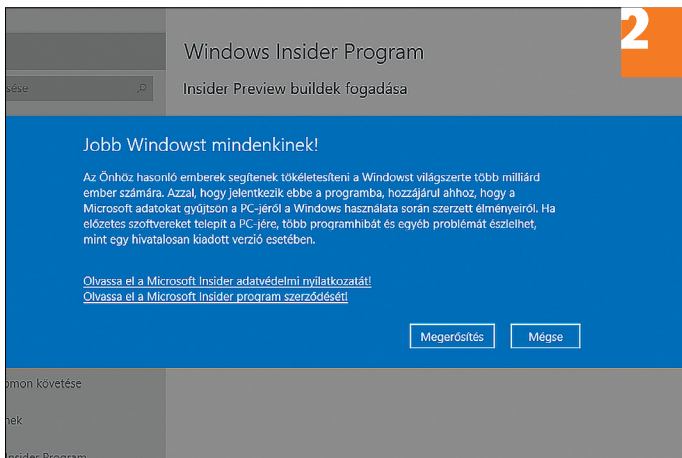 2
Windows Insider Program
sése
Insider Preview buildek fogadása
Jobb Windowst mindenkinek!
Az Önhöz hasonló emberek segítenek tökéletesíteni a Windowst világszerte több milliárd
ember számára. Azzal, hogy jelentkezik ebbe a programba, hozzájárul ahhoz, hogy a
Microsoft adatokat gyűjtsön a PC-jéről a Windows használata során szerzett élményeiről. Ha
előzetes szoftvereket telepít a PC-jére, több programhibát és egyéb problémát észlelhet,
mint egy hivatalosan kiadott verzió esetében.
Olvassa el a Microsoft Insider adatvédelmi nyilatkozatát!
Olvassa el a Microsoft Insider program szerződését!
Megerősítés Mégse
omon követése
nek
Insider Program